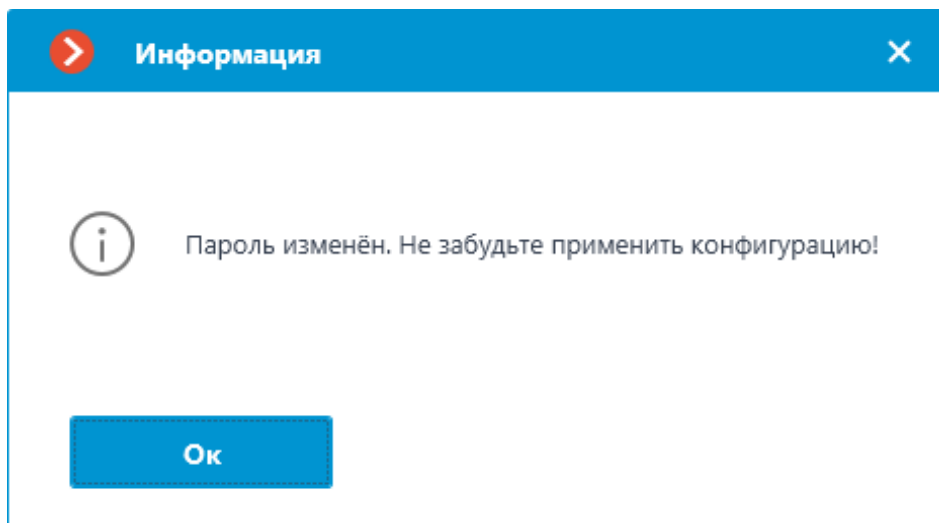 Информация
Пароль изменён. Не забудьте применить конфигурацию!
Ок